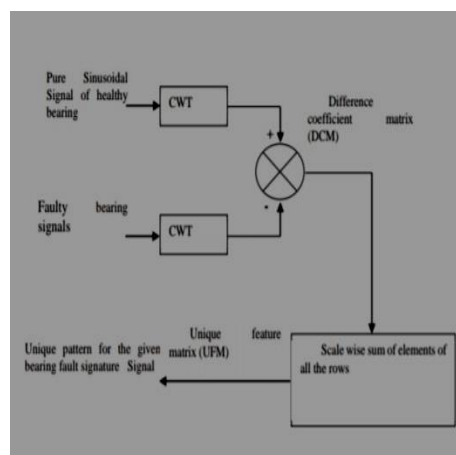 Pure Sinusoidal
Signal of healthy
bearing
CWT
Difference
coefficient matrix
(DCM)
+
Faulty bearing
signals
-
CWT
Unique feature
matrix (UFM)
Unique pattern for the given
bearing fault signature Signal
Scale wise sum of elements of
all the rows